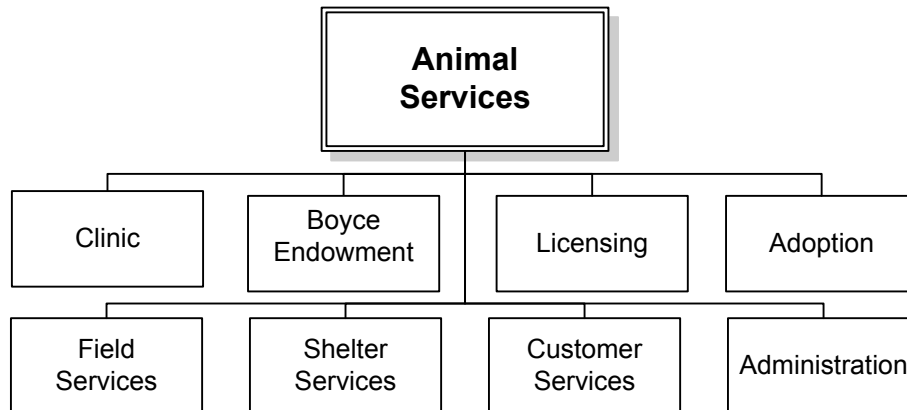 Animal
Services
Clinic
Boyce
Endowment
Licensing
Adoption
Field
Services
Shelter
Services
Customer
Services
Administration